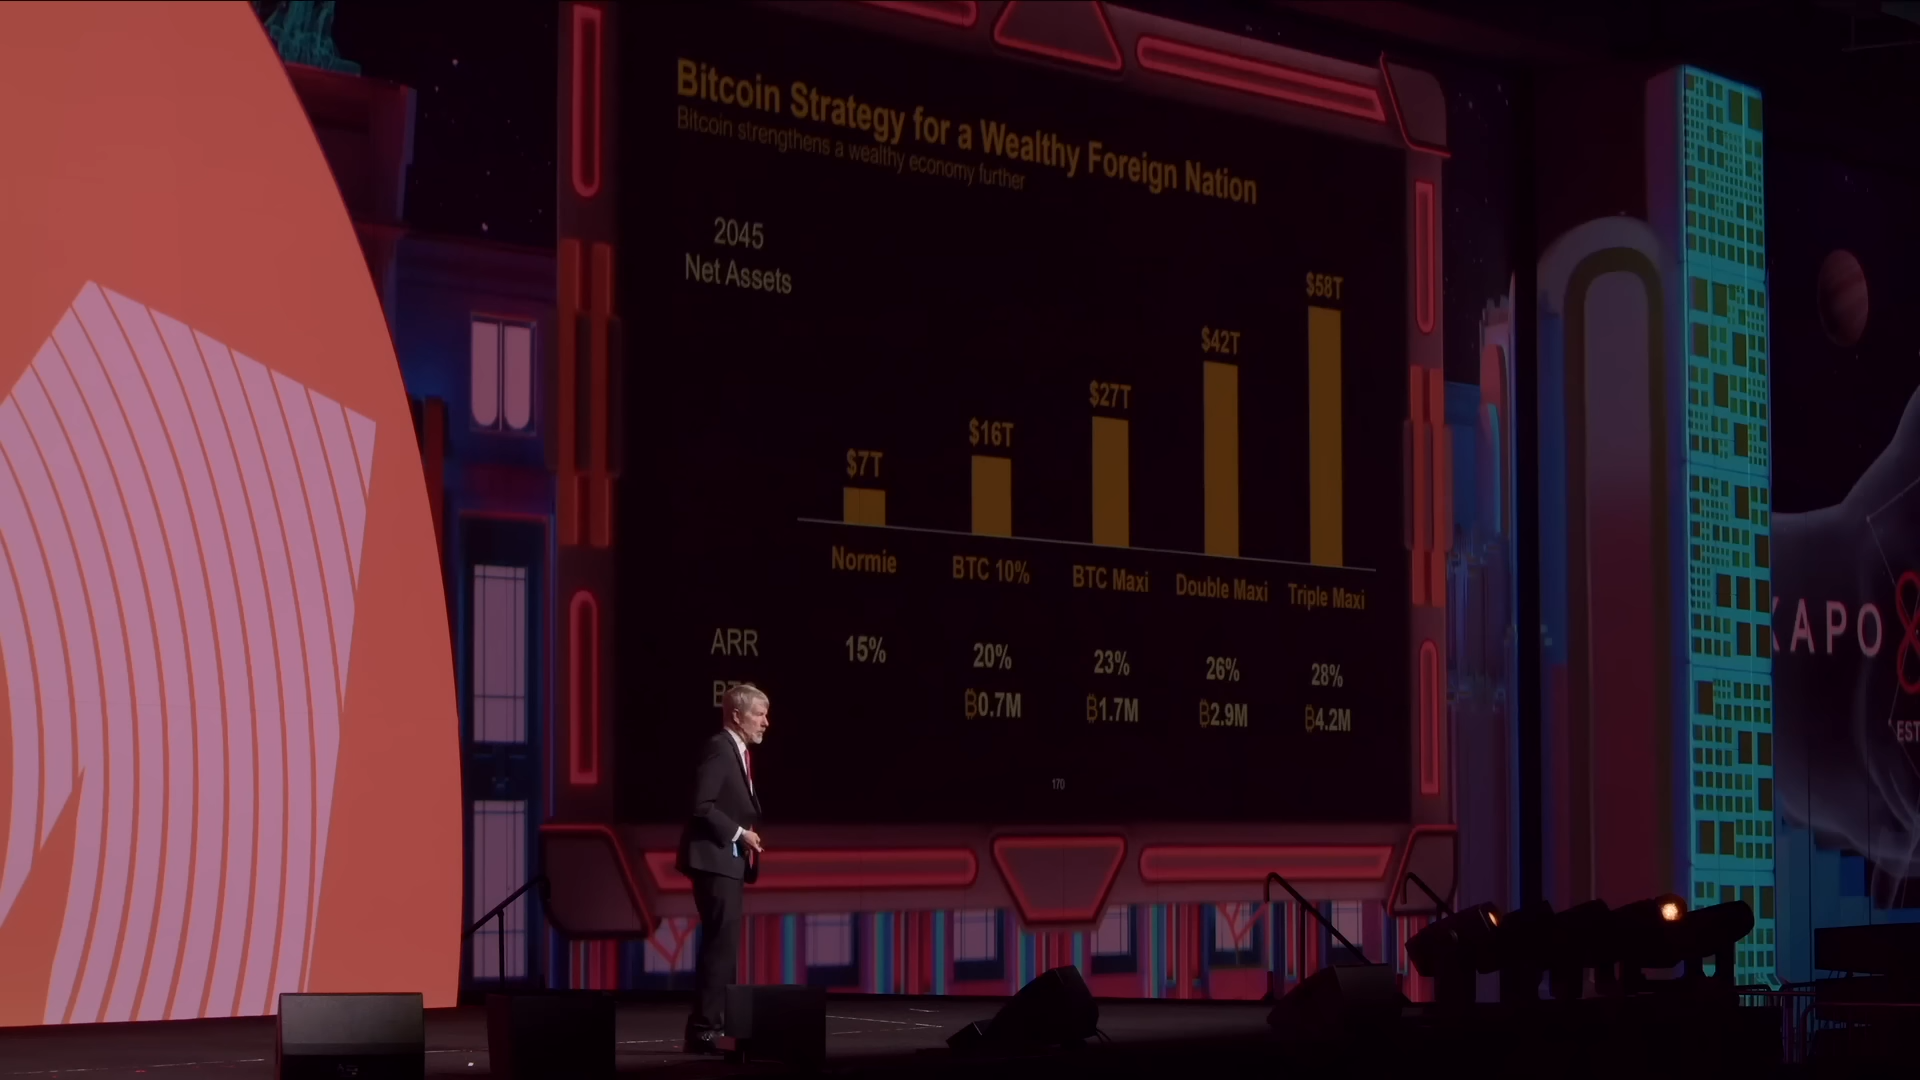 Bitcoin Strategy for a Wealthy Foreign Nation
Bitcoin strengthens a wealthy economy further
2045
Net Assets
$7T
$16T
$27T
$42T
$58T
Normie
BTC 10%
BTC Maxi
Double Maxi
Triple Maxi
ARR
15%
20%
23%
26%
28%
₿0.7M
₿1.7M
₿2.9M
₿4.2M
170
XAPO
EST